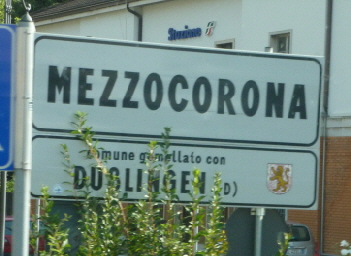 Stazione
MEZZOCORONA
Comune gemellato con
DUßLINGEN (D)